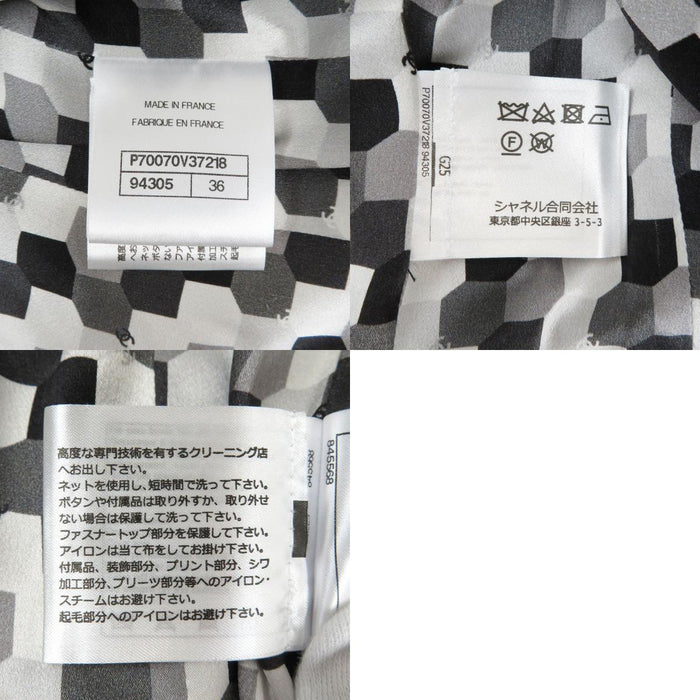 MADE IN FRANCE
FABRIQUE EN FRANCE
P70070V37218
94305 36
P70070V37218 94305
G25
F
W
シャネル合同会社
東京都中央区銀座 3-5-3
高度な専門技術を有するクリーニング店
へお出し下さい。
ネットを使用し、短時間で洗って下さい。
ボタンや付属品は取り外すか、取り外せ
ない場合は保護して洗って下さい。
ファスナートップ部分を保護して下さい。
アイロンは当て布をしてお掛け下さい。
付属品、装飾部分、プリント部分、シワ
加工部分、プリーツ部分等へのアイロン・
スチームはお避け下さい。
起毛部分へのアイロンはお避け下さい。
845568